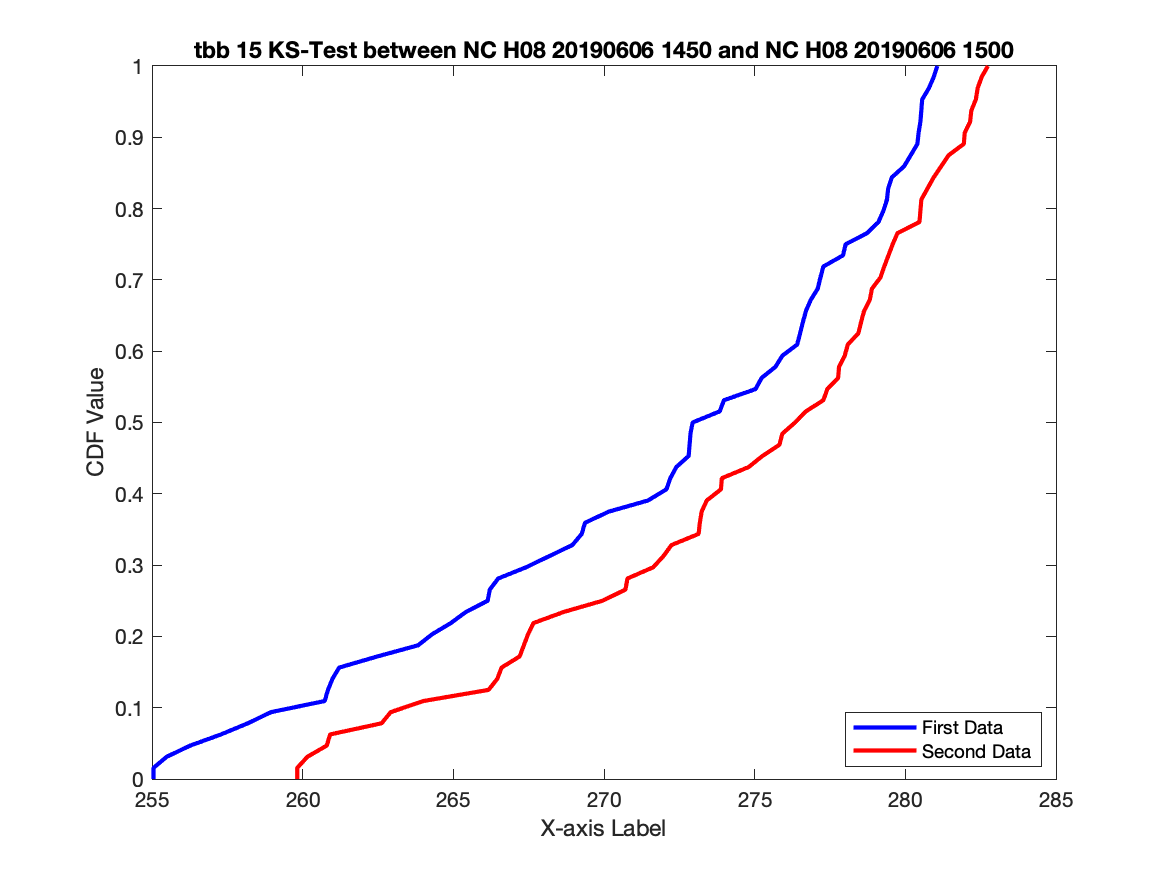 tbb 15 KS-Test between NC H08 20190606 1450 and NC H08 20190606 1500
1
0.9
0.8
0.7
0.6
0.5
0.4
0.3
0.2
0.1
0
CDF Value
255 260 265 270 275 280 285
X-axis Label
First Data
Second Data